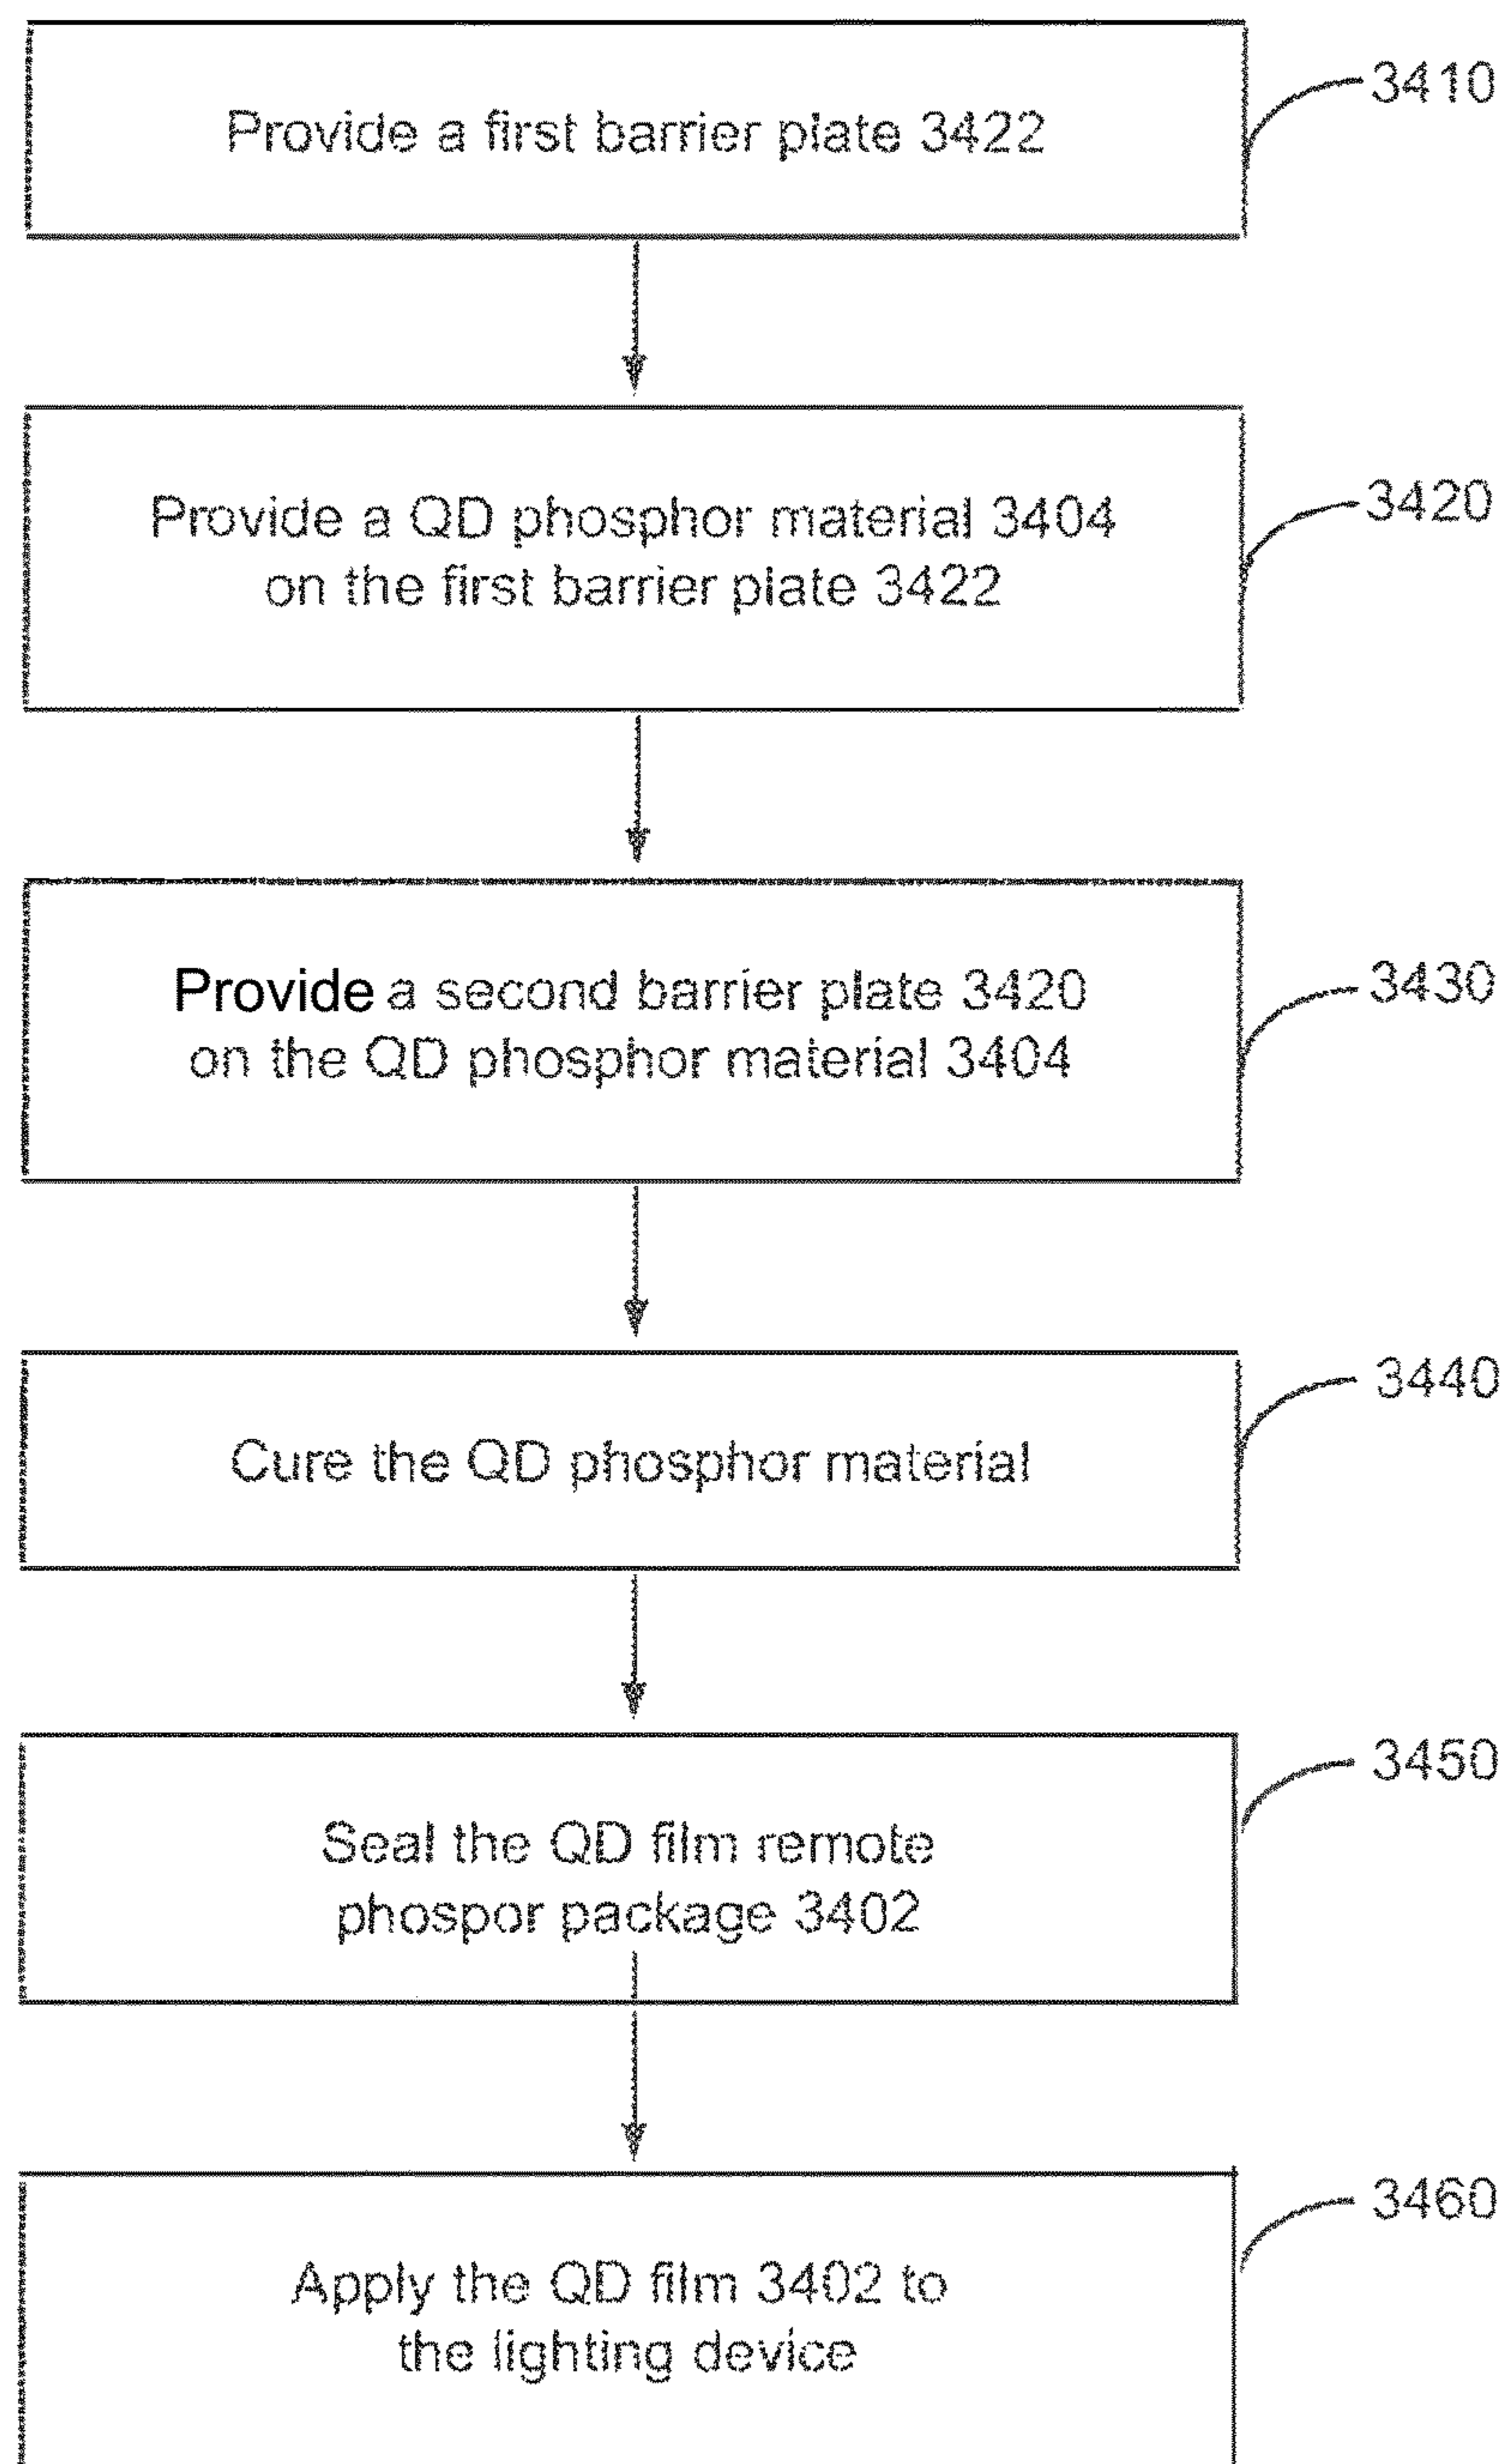 Provide a first barrier plate 3422
3410
Provide a QD phosphor material 3404
on the first barrier plate 3422
3420
Provide a second barrier plate 3420
on the QD phosphor material 3404
3430
Cure the QD phosphor material
3440
Seal the QD film remote
phospor package 3402
3450
Apply the QD film 3402 to
the lighting device
3460